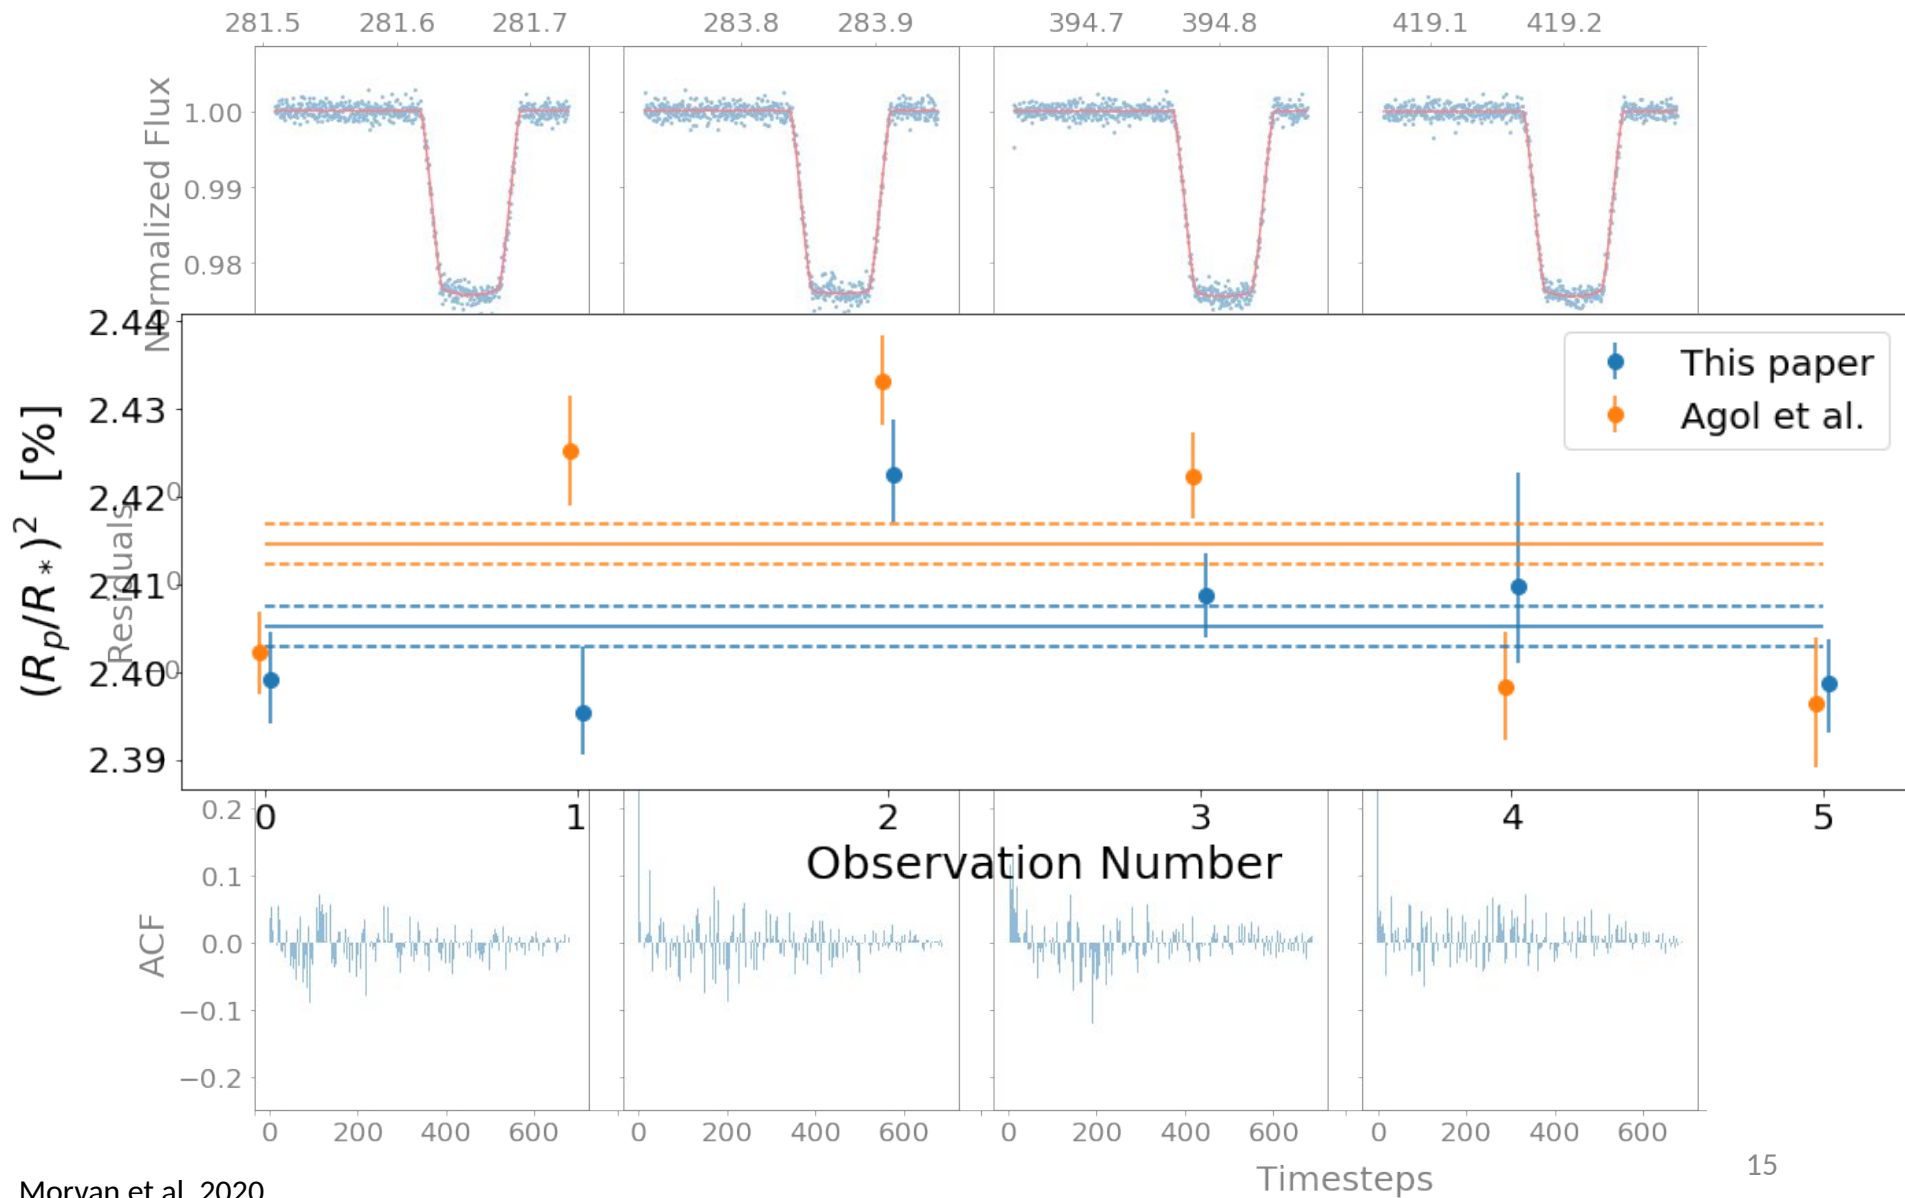 281.5 281.6 281.7 283.8 283.9 394.7 394.8 419.1 419.2
Normalized Flux
1.00
0.99
0.98
This paper
Agol et al.
(Rp/R*)² [%]
2.44
2.43
2.42
2.41
2.40
2.39
Residuals
0
0
0
0 1 2 3 4 5
Observation Number
ACF
0.2
0.1
0.0
−0.1
−0.2
0 200 400 600 0 200 400 600 0 200 400 600 0 200 400 600
Timesteps
15
Morvan et al. 2020